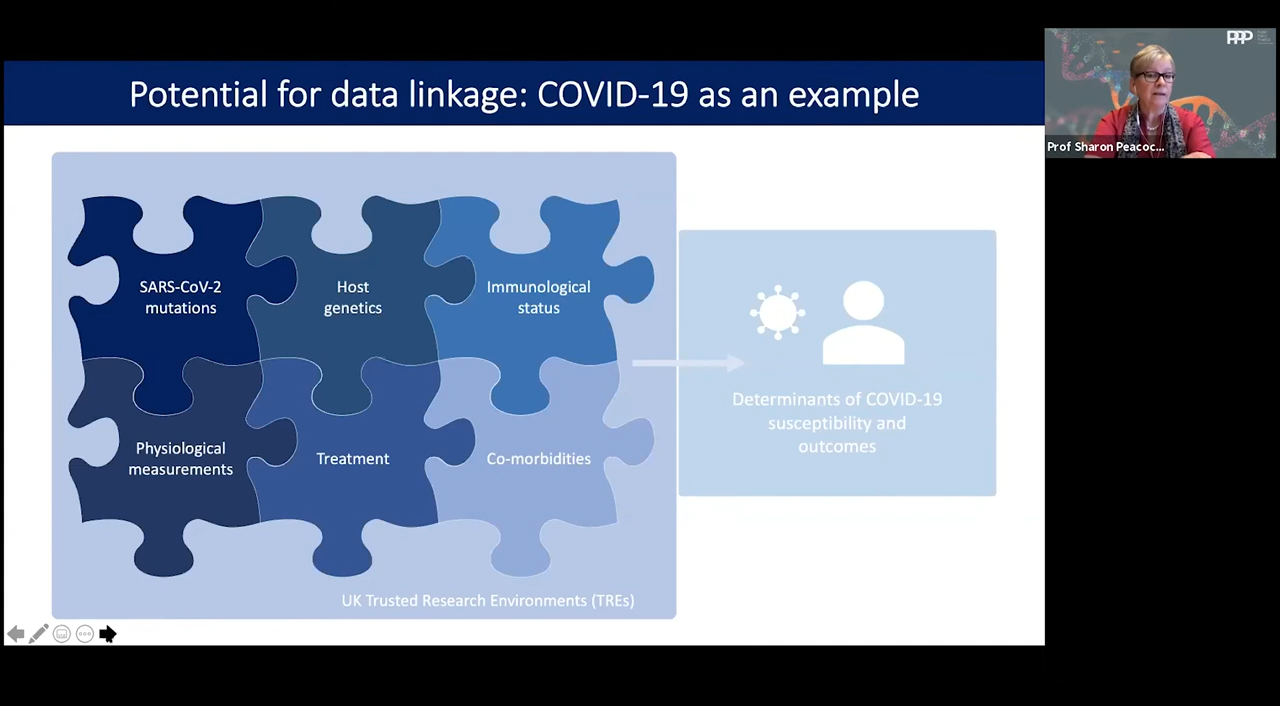 Potential for data linkage: COVID-19 as an example
PPP
Prof Sharon Peacoc...
SARS-CoV-2
mutations
Host
genetics
Immunological
status
Physiological
measurements
Treatment
Co-morbidities
UK Trusted Research Environments (TREs)
Determinants of COVID-19
susceptibility and
outcomes